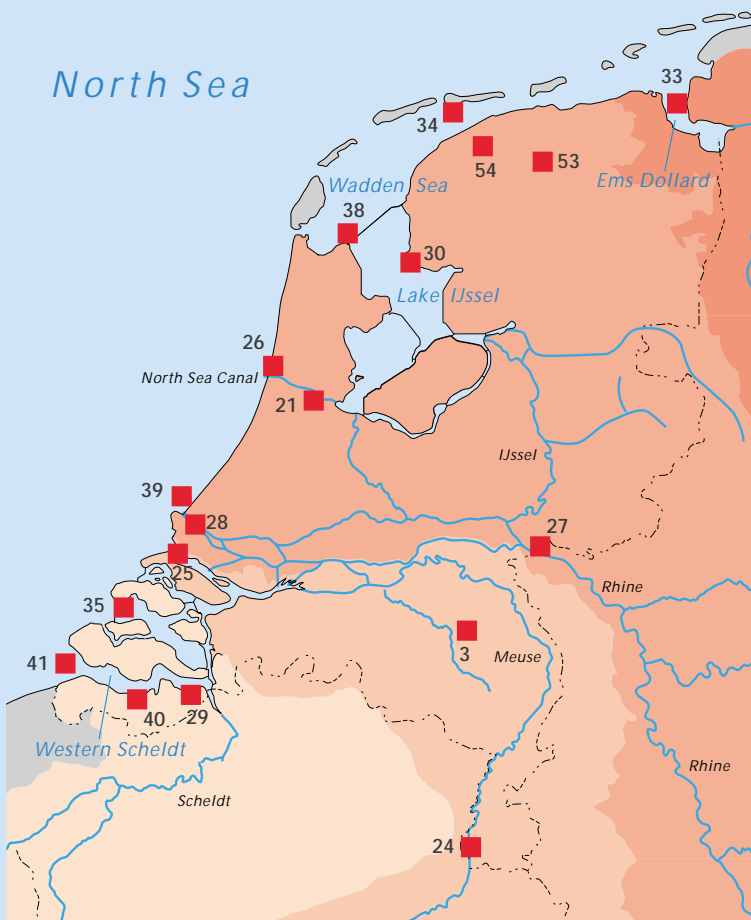 North Sea
33
34
54
53
Ems Dollard
Wadden Sea
38
30
Lake IJssel
26
North Sea Canal
21
IJssel
39
28
27
25
Rhine
35
3
Meuse
41
40
29
Western Scheldt
Rhine
Scheldt
24